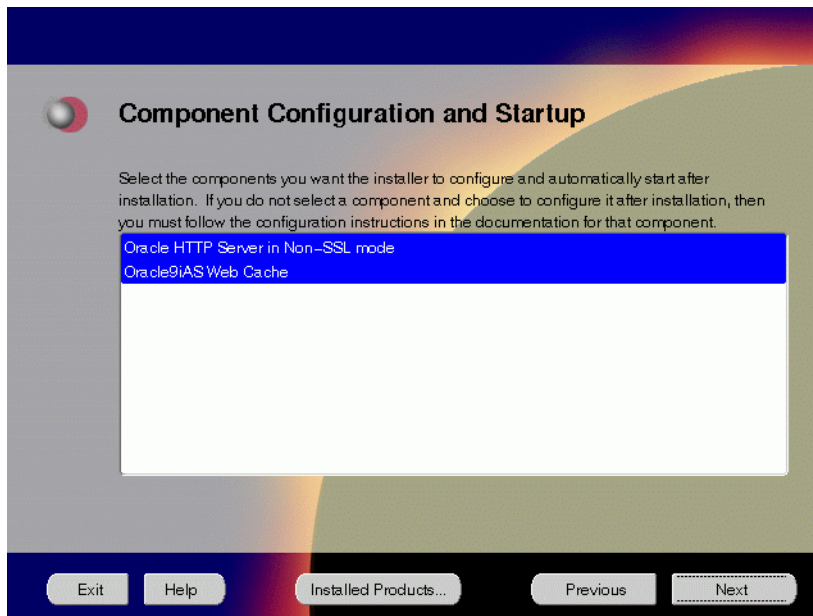 Component Configuration and Startup
Select the components you want the installer to configure and automatically start after
installation. If you do not select a component and choose to configure it after installation, then
you must follow the configuration instructions in the documentation for that component.
Oracle HTTP Server in Non–SSL mode
Oracle9iAS Web Cache
Exit
Help
Installed Products...
Previous
Next